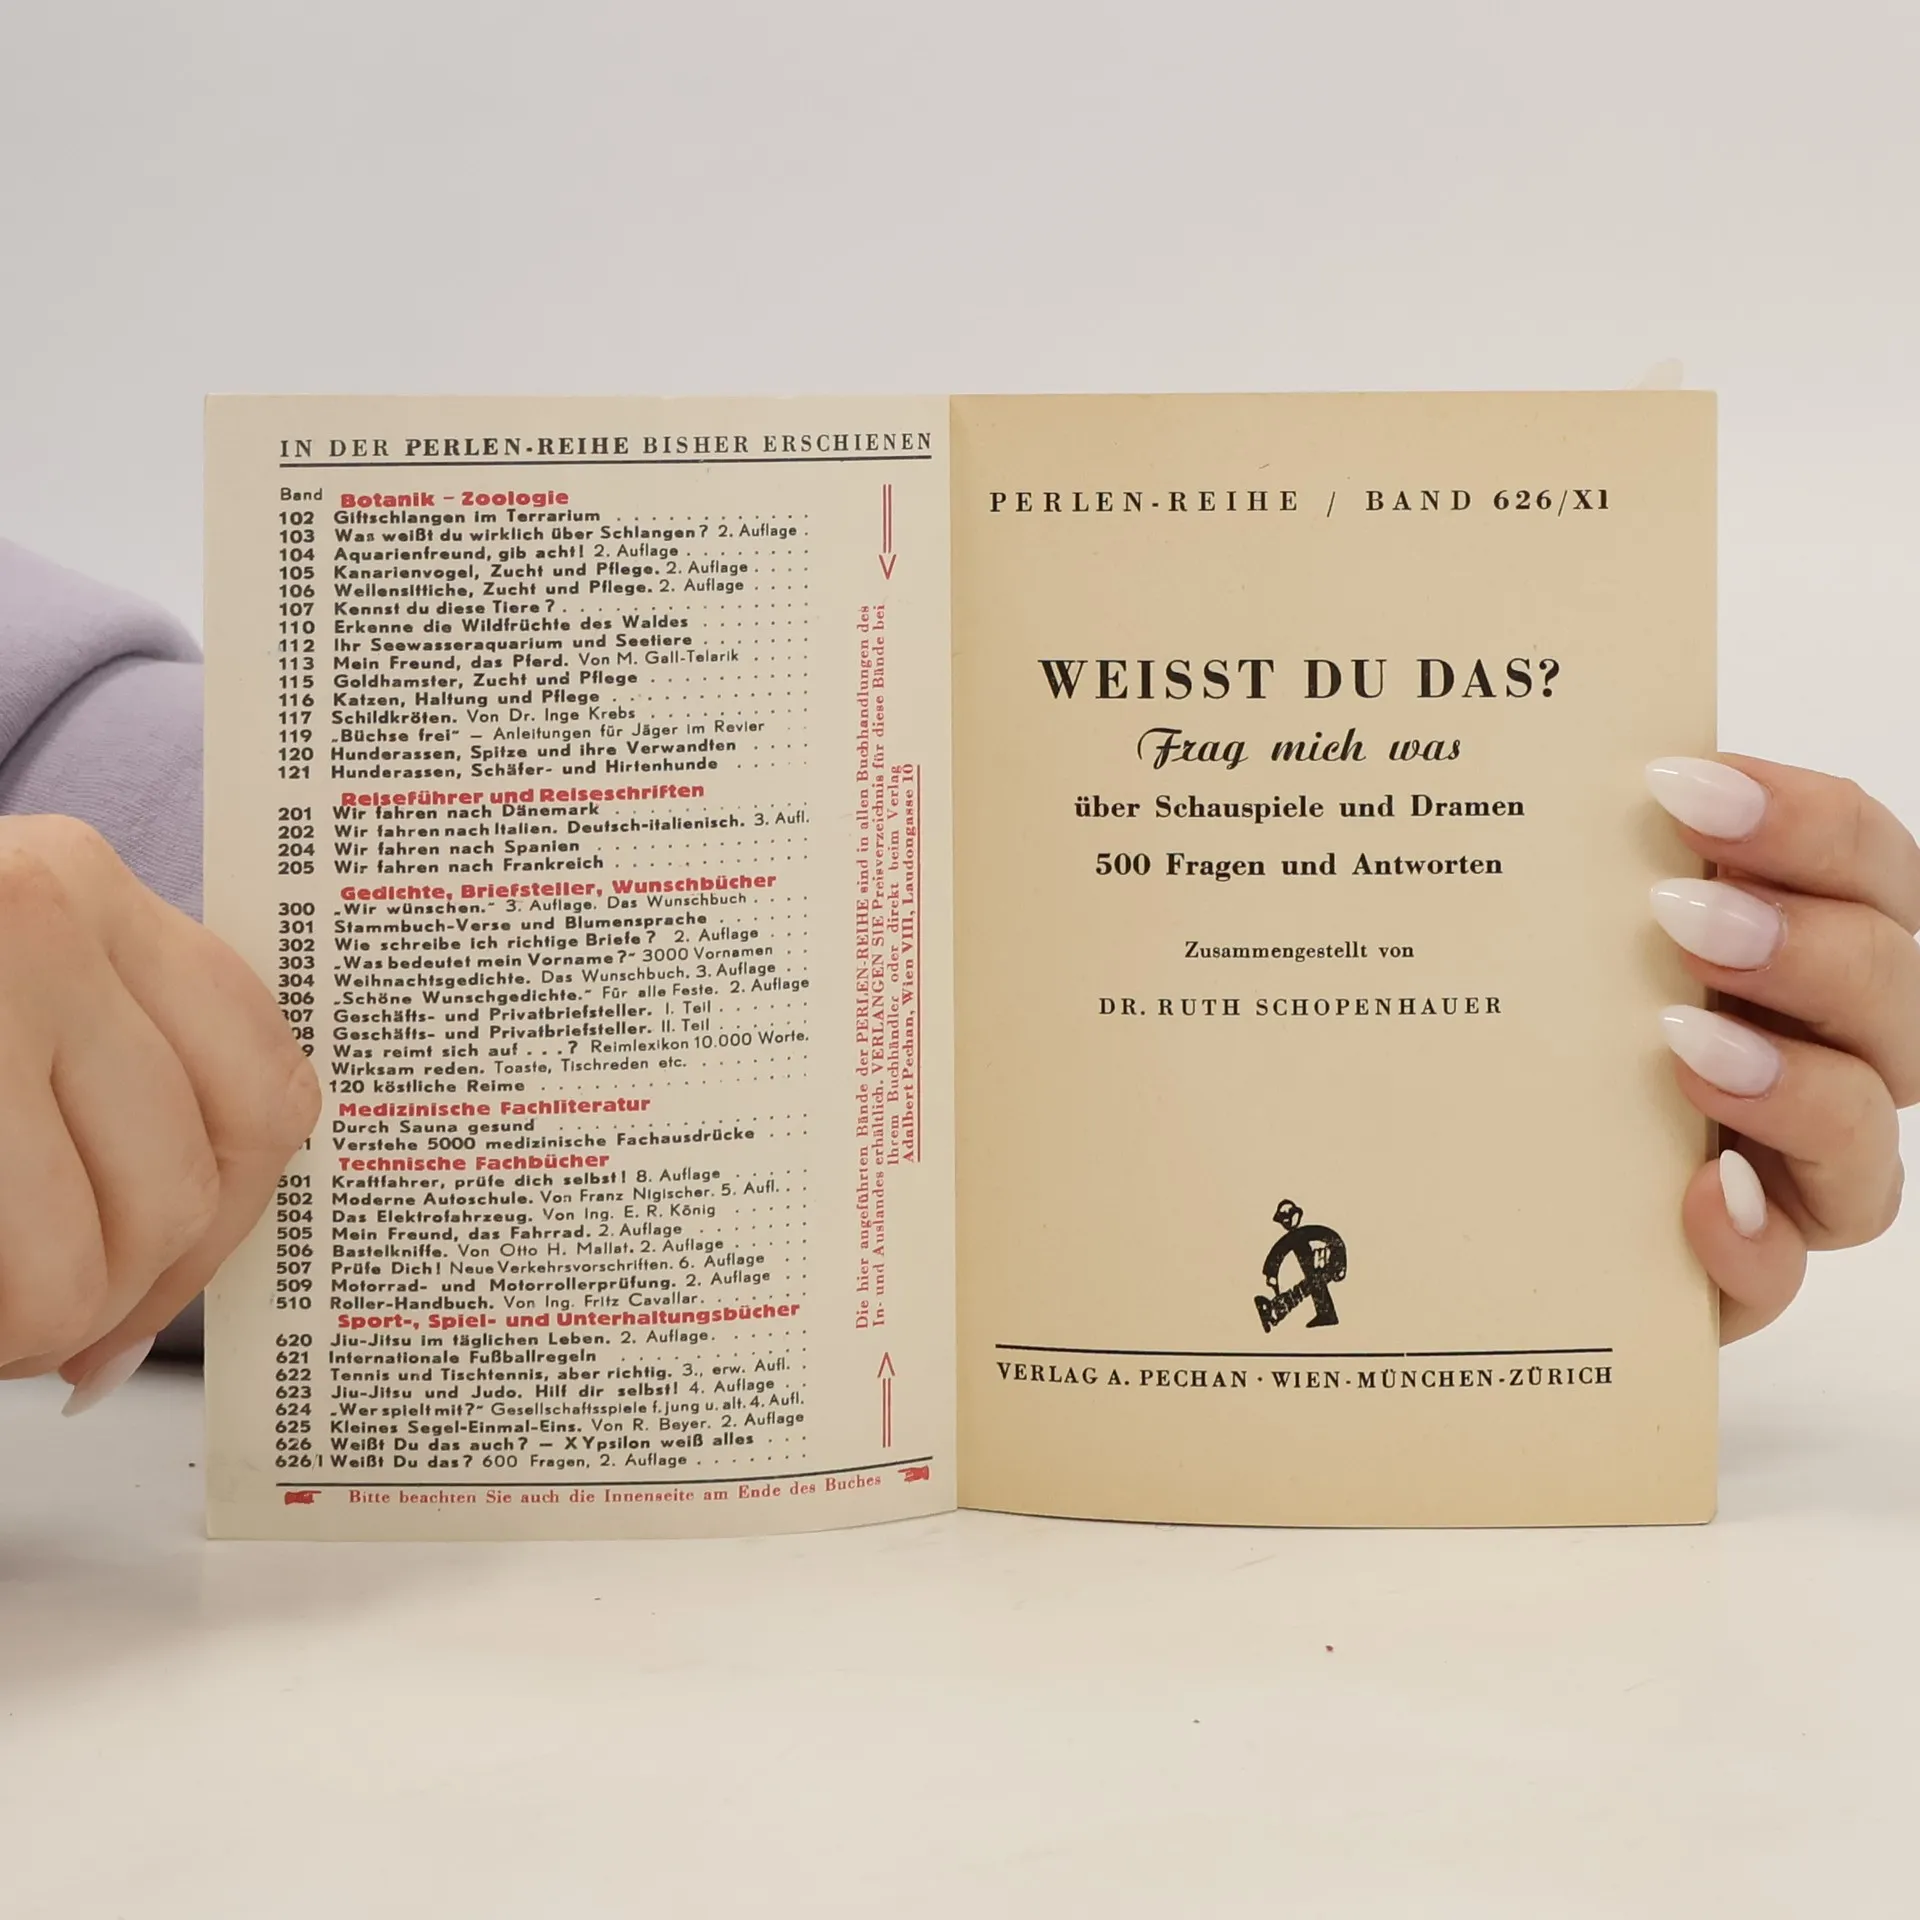 IN DER PERLEN-REIHE BISHER ERSCHIENEN
Band Botanik – Zoologie
102 Giftschlangen im Terrarium
103 Was weißt du wirklich über Schlangen? 2. Auflage
104 Aquarienfreund, gib acht! 2. Auflage
105 Kanarienvogel, Zucht und Pflege. 2. Auflage
106 Wellensittiche, Zucht und Pflege. 2. Auflage
107 Kennst du diese Tiere?
110 Erkenne die Wildfrüchte des Waldes
112 Ihr Seewasseraquarium und Seetiere
113 Mein Freund, das Pferd. Von M. Gall-Telarik
115 Goldhamster, Zucht und Pflege
116 Katzen, Haltung und Pflege
117 Schildkröten. Von Dr. Inge Krebs
119 „Büchse frei“ – Anleitungen für Jäger im Revier
120 Hunderassen, Spitze und ihre Verwandten
121 Hunderassen, Schäfer- und Hirtenhunde
Reiseführer und Reiseschriften
201 Wir fahren nach Dänemark
202 Wir fahren nach Italien. Deutsch-italienisch. 3. Aufl.
204 Wir fahren nach Spanien
205 Wir fahren nach Frankreich
Gedichte, Briefsteller, Wunschbücher
300 „Wir wünschen.“ 3. Auflage. Das Wunschbuch
301 Stammbuch-Verse und Blumensprache
302 Wie schreibe ich richtige Briefe? 2. Auflage
303 „Was bedeutet mein Vorname?“ 3000 Vornamen
304 Weihnachtsgedichte. Das Wunschbuch. 3. Auflage
306 „Schöne Wunschgedichte.“ Für alle Feste. 2. Auflage
307 Geschäfts- und Privatbriefsteller. I. Teil
08 Geschäfts- und Privatbriefsteller. II. Teil
9 Was reimt sich auf . . . ? Reimlexikon 10.000 Worte.
Wirksam reden. Toaste, Tischreden etc.
120 köstliche Reime
Medizinische Fachliteratur
Durch Sauna gesund
1 Verstehe 5000 medizinische Fachausdrücke
Technische Fachbücher
501 Kraftfahrer, prüfe dich selbst! 8. Auflage
502 Moderne Autoschule. Von Franz Nigischer. 5. Aufl.
504 Das Elektrofahrzeug. Von Ing. E. R. König
505 Mein Freund, das Fahrrad. 2. Auflage
506 Bastelkniffe. Von Otto H. Mallat. 2. Auflage
507 Prüfe Dich! Neue Verkehrsvorschriften. 6. Auflage
509 Motorrad- und Motorrollerprüfung. 2. Auflage
510 Roller-Handbuch. Von Ing. Fritz Cavallar.
Sport-, Spiel- und Unterhaltungsbücher
620 Jiu-Jitsu im täglichen Leben. 2. Auflage.
621 Internationale Fußballregeln
622 Tennis und Tischtennis, aber richtig. 3., erw. Aufl.
623 Jiu-Jitsu und Judo. Hilf dir selbst! 4. Auflage
624 „Wer spielt mit?“ Gesellschaftsspiele f. jung u. alt. 4. Aufl.
625 Kleines Segel-Einmal-Eins. Von R. Beyer. 2. Auflage
626 Weißt Du das auch? – X Ypsilon weiß alles
626/1 Weißt Du das? 600 Fragen, 2. Auflage
Bitte beachten Sie auch die Innenseite am Ende des Buches
Die hier angeführten Bände der PERLEN-REIHE sind in allen Buchhandlungen des
In- und Auslandes erhältlich. VERLANGEN SIE Preisverzeichnis für diese Bände bei
Ihrem Buchhändler oder direkt beim Verlag
Adalbert Pechan, Wien VIII, Laudongasse 10
PERLEN-REIHE / BAND 626/X1
WEISST DU DAS?
Frag mich was
über Schauspiele und Dramen
500 Fragen und Antworten
Zusammengestellt von
DR. RUTH SCHOPENHAUER
REIHE
VERLAG A. PECHAN · WIEN-MÜNCHEN-ZÜRICH